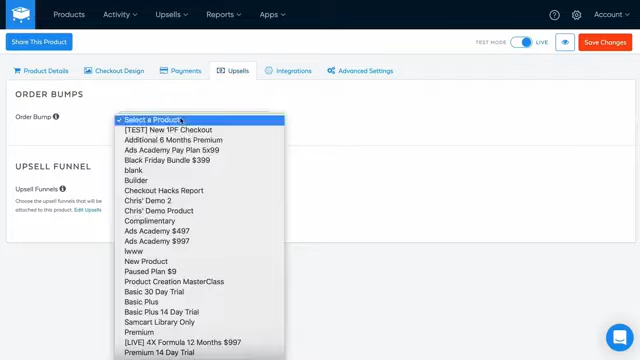 Products Activity Upsells Reports Apps Account
Share This Product TEST MODE LIVE Save Changes
Product Details Checkout Design Payments Upsells Integrations Advanced Settings
ORDER BUMPS
Order Bump
Select a Product...
[TEST] New 1PF Checkout
Additional 6 Months Premium
Ads Academy Pay Plan 5x99
Black Friday Bundle $399
blank
Builder
Checkout Hacks Report
Chris' Demo 2
Chris' Demo Product
Complimentary
Ads Academy $497
Ads Academy $997
lwww
New Product
Paused Plan $9
Product Creation MasterClass
Basic 30 Day Trial
Basic Plus
Basic Plus 14 Day Trial
Samcart Library Only
Premium
[LIVE] 4X Formula 12 Months $997
Premium 14 Day Trial
UPSELL FUNNEL
Upsell Funnels
Choose the upsell funnels that will
be attached to this product. Edit Upsells